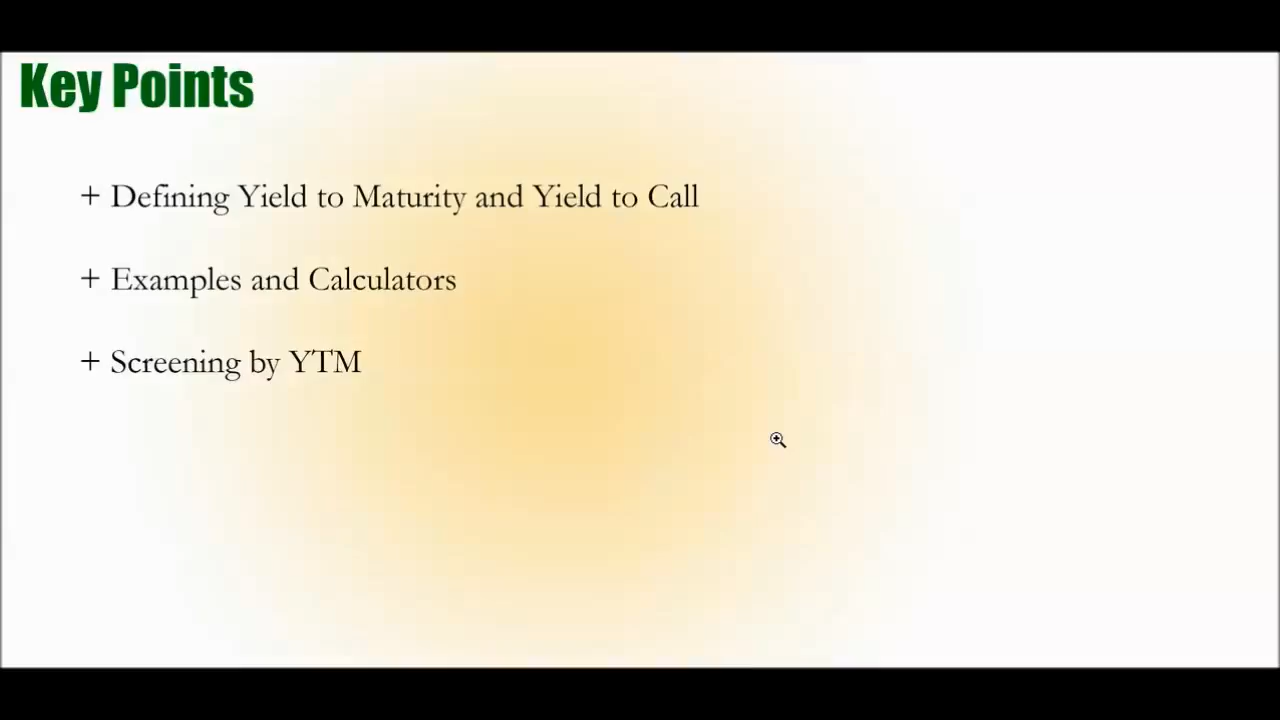 Key Points
+ Defining Yield to Maturity and Yield to Call
+ Examples and Calculators
+ Screening by YTM